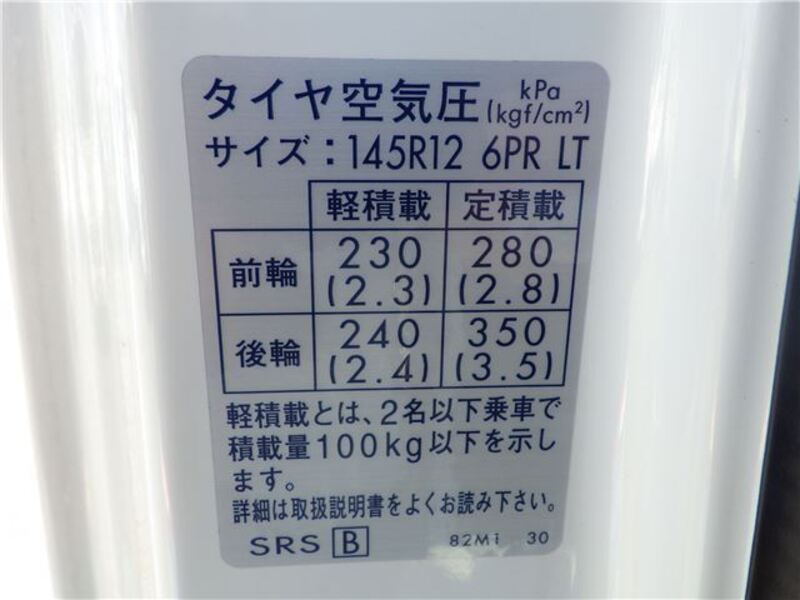 タイヤ空気圧 kPa (kgf/cm²)
サイズ：145R12 6PR LT
軽積載 定積載
前輪 230 (2.3) 280 (2.8)
後輪 240 (2.4) 350 (3.5)
軽積載とは、2名以下乗車で
積載量100kg以下を示し
ます。
詳細は取扱説明書をよくお読み下さい。
SRS B 82M1 30